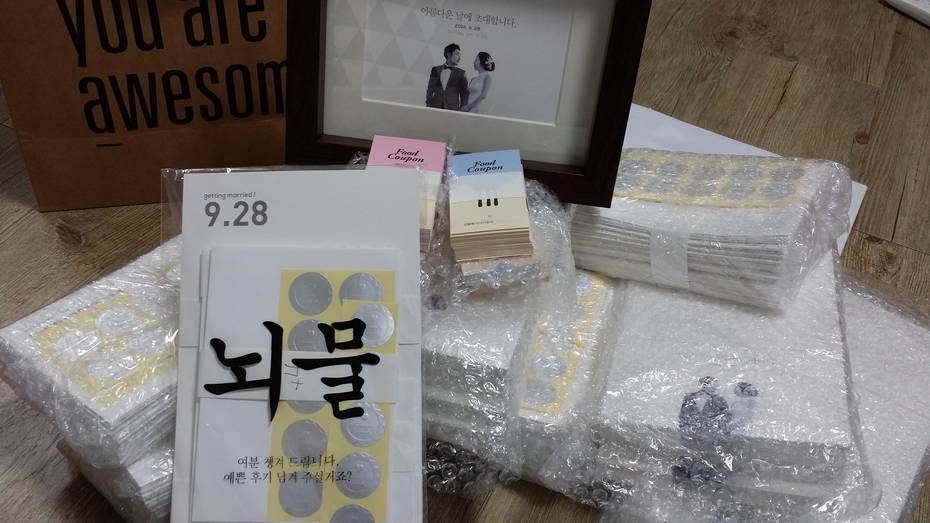 you are
awesom
아름다운 날에 초대합니다.
Food
Coupon
Food
Coupon
getting married /
9.28
뇌물
여분 챙겨 드립니다.
예쁜 후기 남겨 주실거죠?